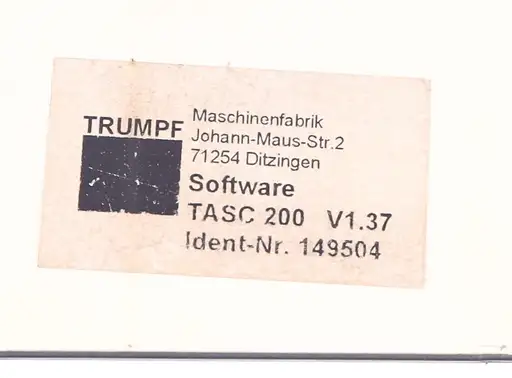 TRUMPF
Maschinenfabrik
Johann-Maus-Str.2
71254 Ditzingen
Software
TASC 200 V1.37
Ident-Nr. 149504